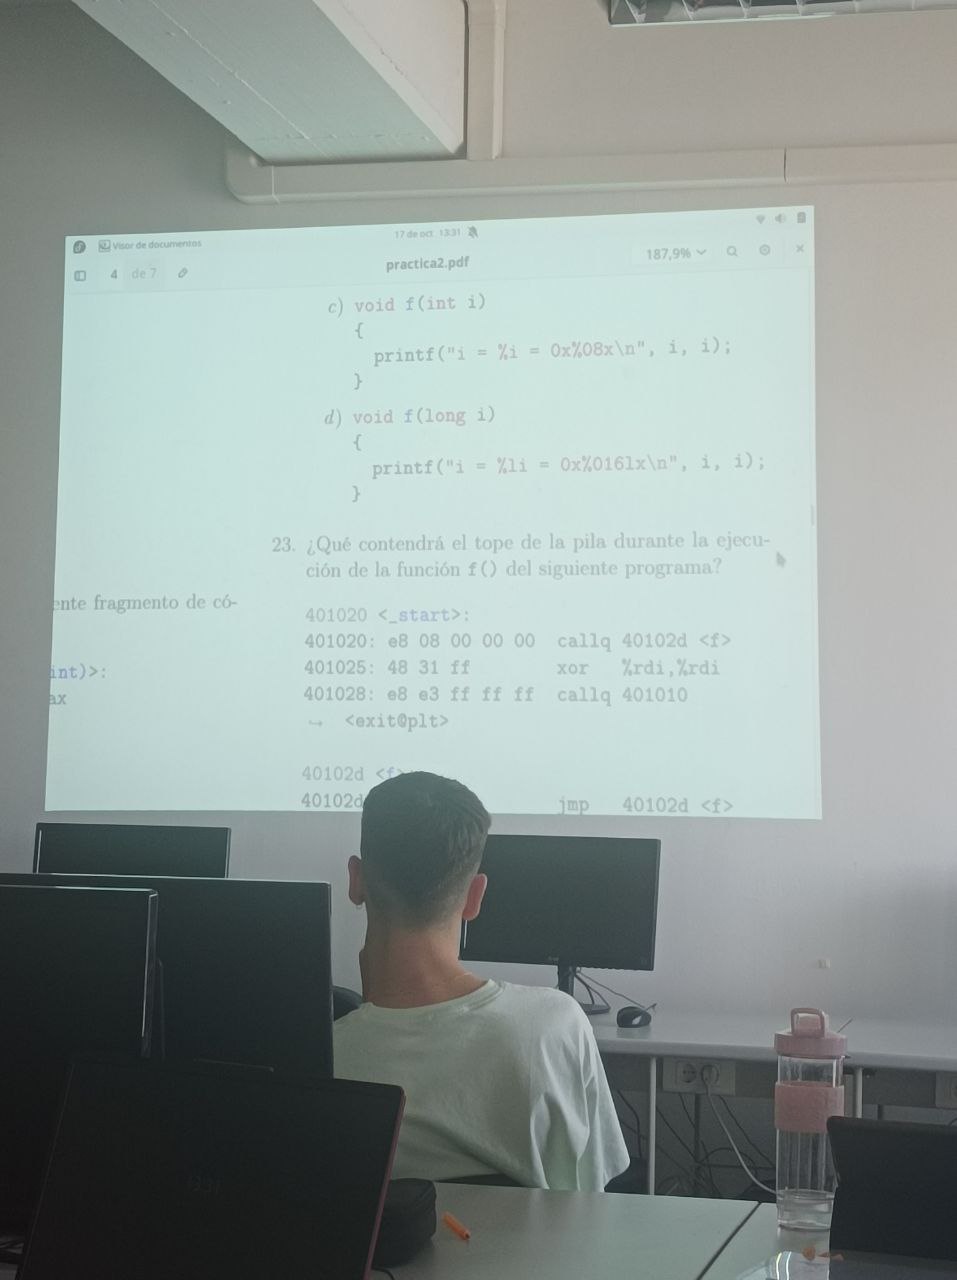 Visor de documentos
17 de oct 13:31
4 de 7
practica2.pdf
187,9%
c) void f(int i)
{
printf("i = %i = 0x%08x\n", i, i);
}
d) void f(long i)
{
printf("i = %li = 0x%016lx\n", i, i);
}
23. ¿Qué contendrá el tope de la pila durante la ejecu-
ción de la función f() del siguiente programa?
401020 <_start>:
401020: e8 08 00 00 00 callq 40102d <f>
401025: 48 31 ff xor %rdi,%rdi
401028: e8 e3 ff ff ff callq 401010
↪ <exit@plt>
40102d <f>
40102d jmp 40102d <f>
ente fragmento de có-
int)>:
ax